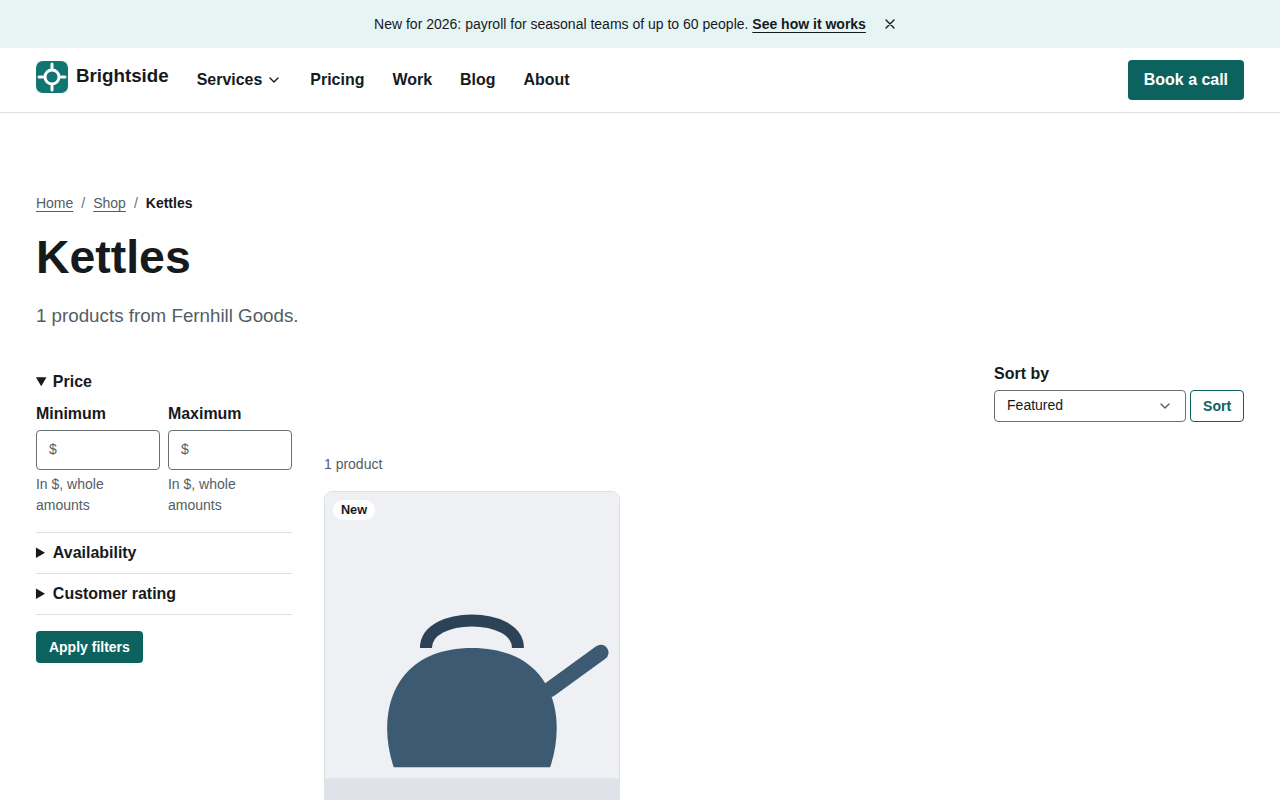 New for 2026: payroll for seasonal teams of up to 60 people. See how it works
Brightside
Services
Pricing
Work
Blog
About
Book a call
Home / Shop / Kettles
Kettles
1 products from Fernhill Goods.
Price
Minimum
Maximum
$
$
In $, whole amounts
In $, whole amounts
Availability
Customer rating
Apply filters
Sort by
Featured
Sort
1 product
New